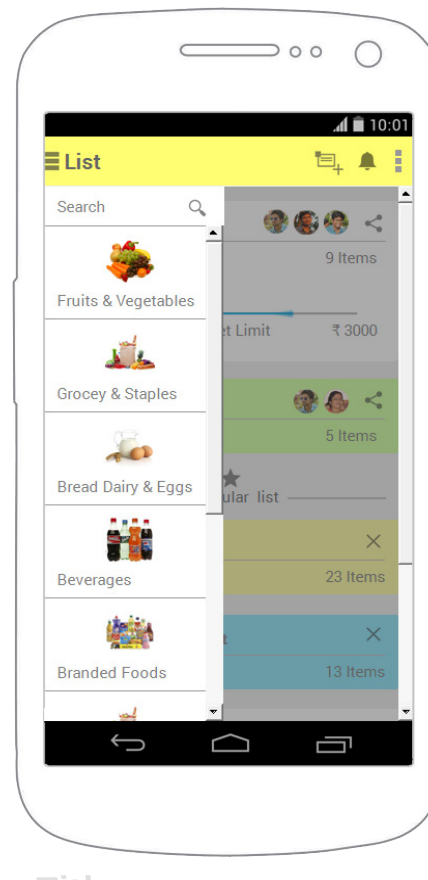 10:01
List
Search
9 Items
Fruits & Vegetables
et Limit ₹ 3000
Grocey & Staples
5 Items
Bread Dairy & Eggs
ular list
Beverages
23 Items
t
Branded Foods
13 Items